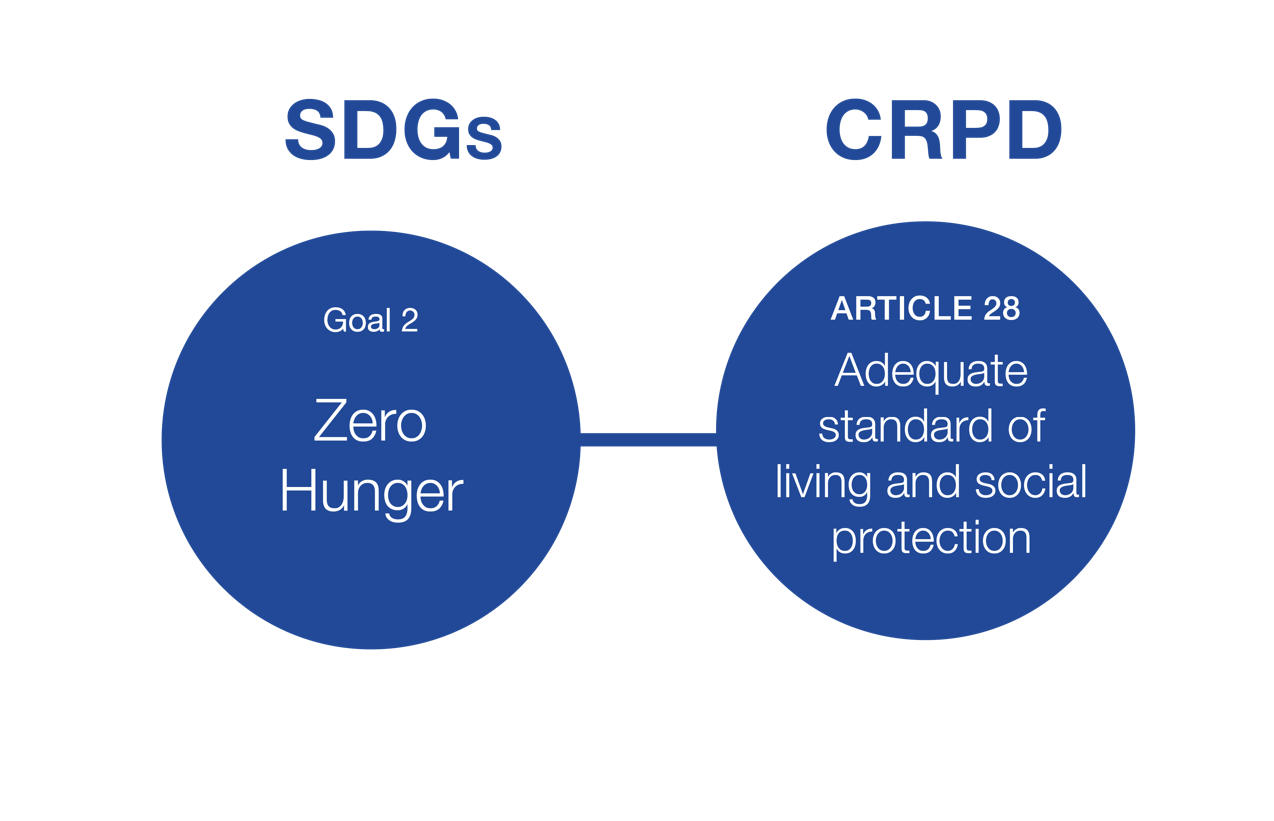 SDGs
CRPD
Goal 2
Zero
Hunger
ARTICLE 28
Adequate
standard of
living and social
protection